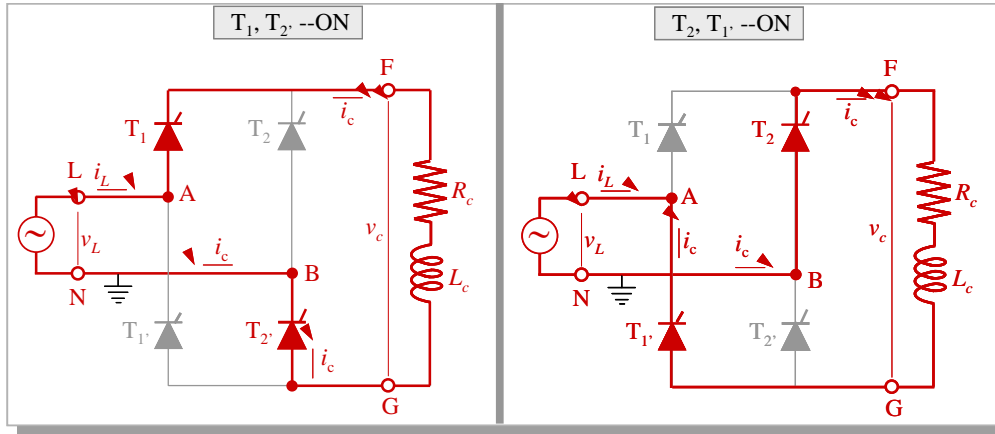 T1, T2' --ON
F
ic
T1
T2
L
iL
A
Rc
vL
vc
ic
B
Lc
N
T1'
T2'
ic
G
T2, T1' --ON
F
ic
T1
T2
L
iL
A
Rc
vL
ic
ic
vc
B
Lc
N
T1'
T2'
G